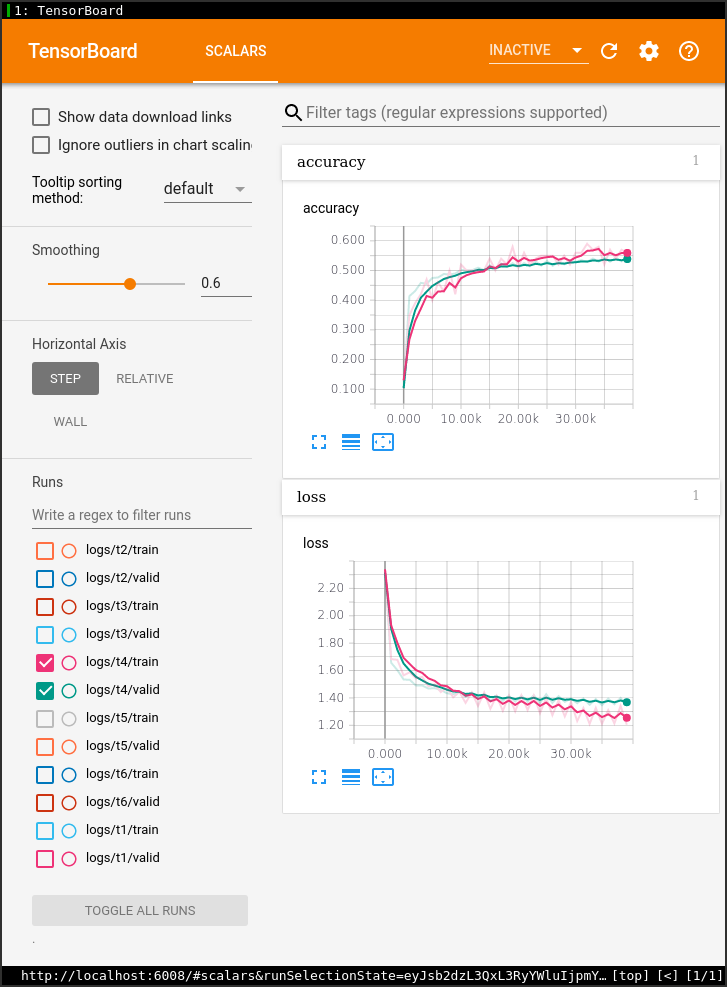 1: TensorBoard
TensorBoard
SCALARS
INACTIVE
Show data download links
Ignore outliers in chart scalin
Tooltip sorting
method:
default
Smoothing
0.6
Horizontal Axis
STEP
RELATIVE
WALL
Runs
Write a regex to filter runs
logs/t2/train
logs/t2/valid
logs/t3/train
logs/t3/valid
logs/t4/train
logs/t4/valid
logs/t5/train
logs/t5/valid
logs/t6/train
logs/t6/valid
logs/t1/train
logs/t1/valid
TOGGLE ALL RUNS
.
Filter tags (regular expressions supported)
accuracy 1
accuracy
0.600
0.500
0.400
0.300
0.200
0.100
0.000 10.00k 20.00k 30.00k
loss 1
loss
2.20
2.00
1.80
1.60
1.40
1.20
0.000 10.00k 20.00k 30.00k
http://localhost:6008/#scalars&runSelectionState=eyJsb2dzL3QxL3RyYWluIjpmY… [top] [<] [1/1]